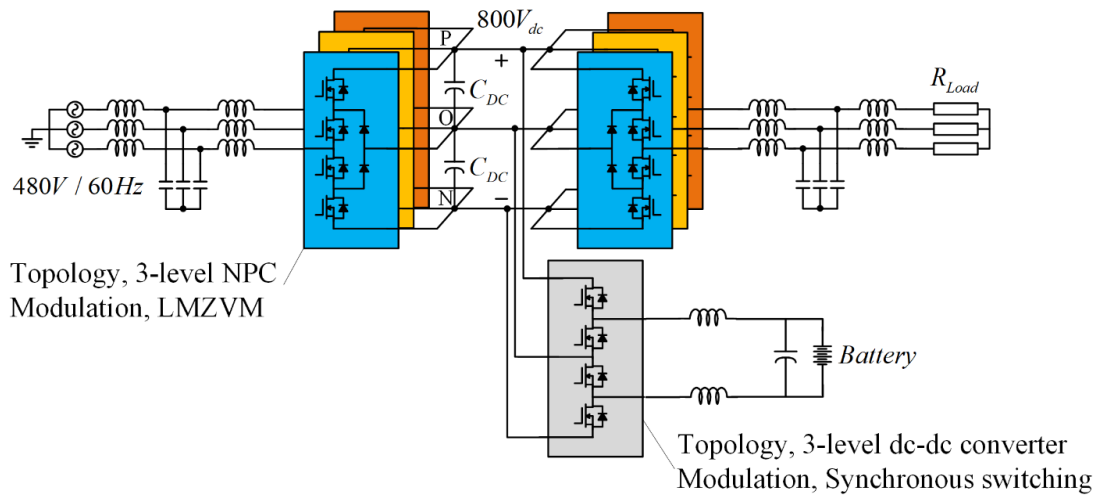 800V_dc
P
+
C_DC
R_Load
O
C_DC
480V / 60Hz
N
−
Topology, 3-level NPC
Modulation, LMZVM
Battery
Topology, 3-level dc-dc converter
Modulation, Synchronous switching